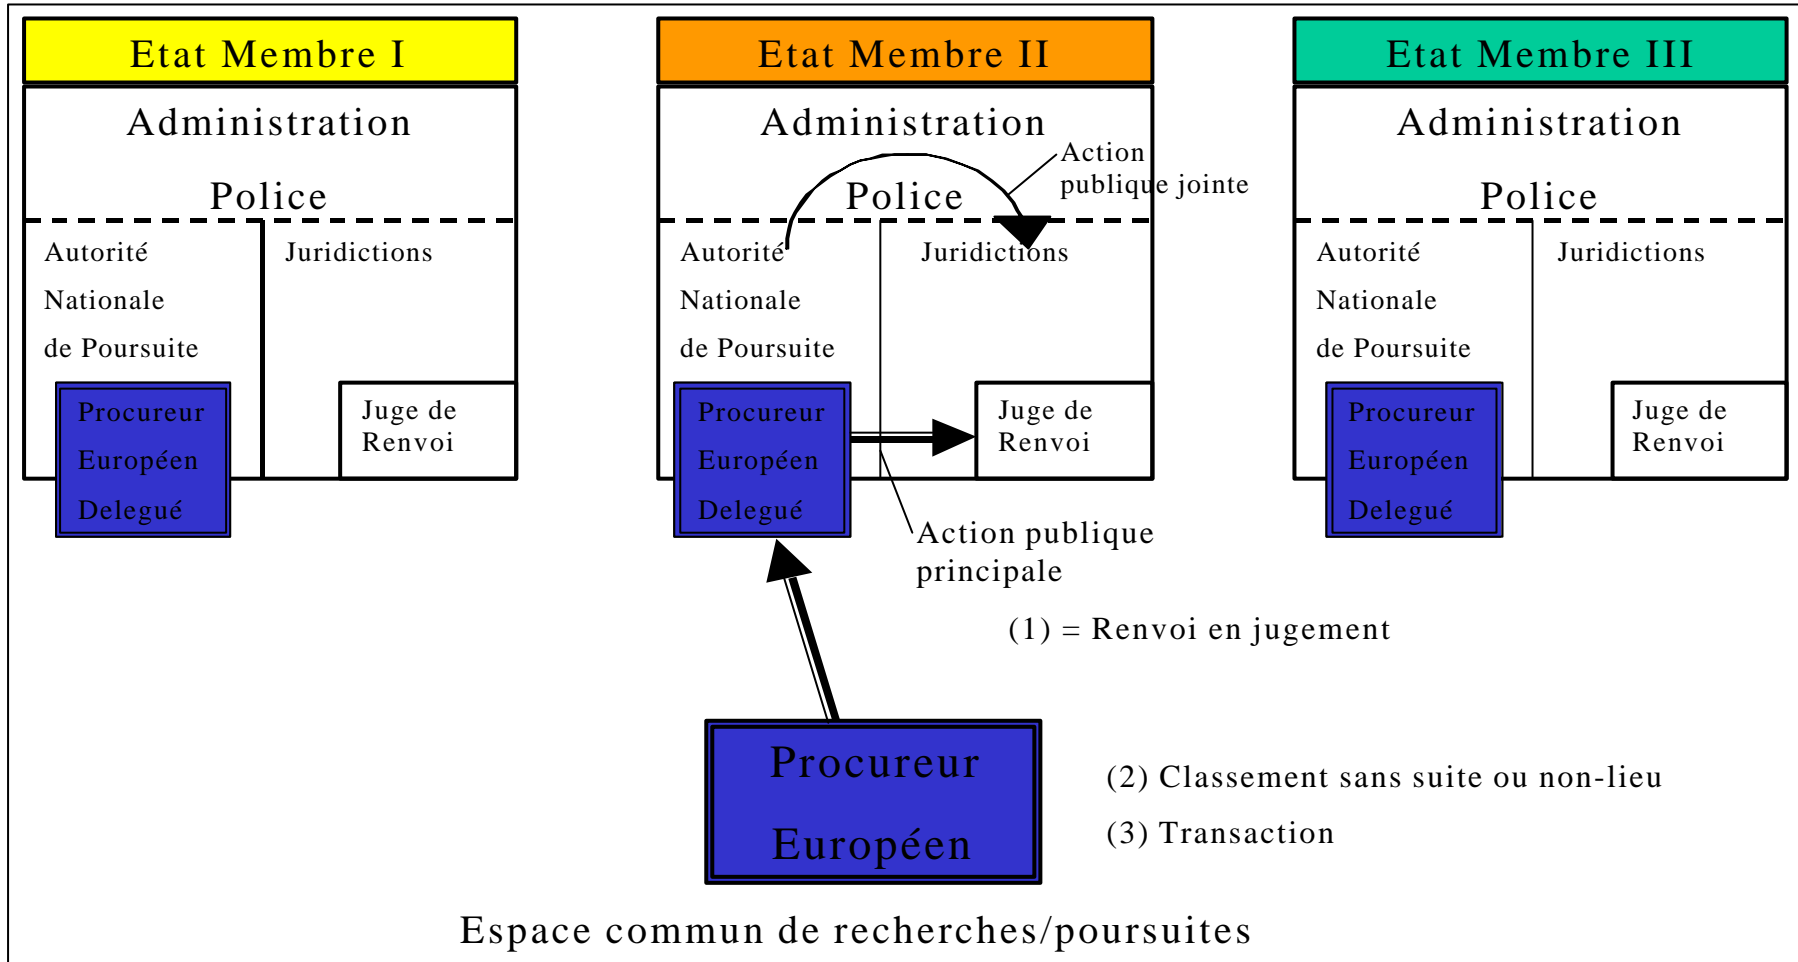 Etat Membre I
Administration
Police
Autorité
Nationale
de Poursuite
Juridictions
Procureur
Européen
Delegué
Juge de
Renvoi
Etat Membre II
Administration
Action
publique jointe
Police
Autorité
Nationale
de Poursuite
Juridictions
Procureur
Européen
Delegué
Juge de
Renvoi
Action publique
principale
Etat Membre III
Administration
Police
Autorité
Nationale
de Poursuite
Juridictions
Procureur
Européen
Delegué
Juge de
Renvoi
(1) = Renvoi en jugement
Procureur
Européen
(2) Classement sans suite ou non-lieu
(3) Transaction
Espace commun de recherches/poursuites